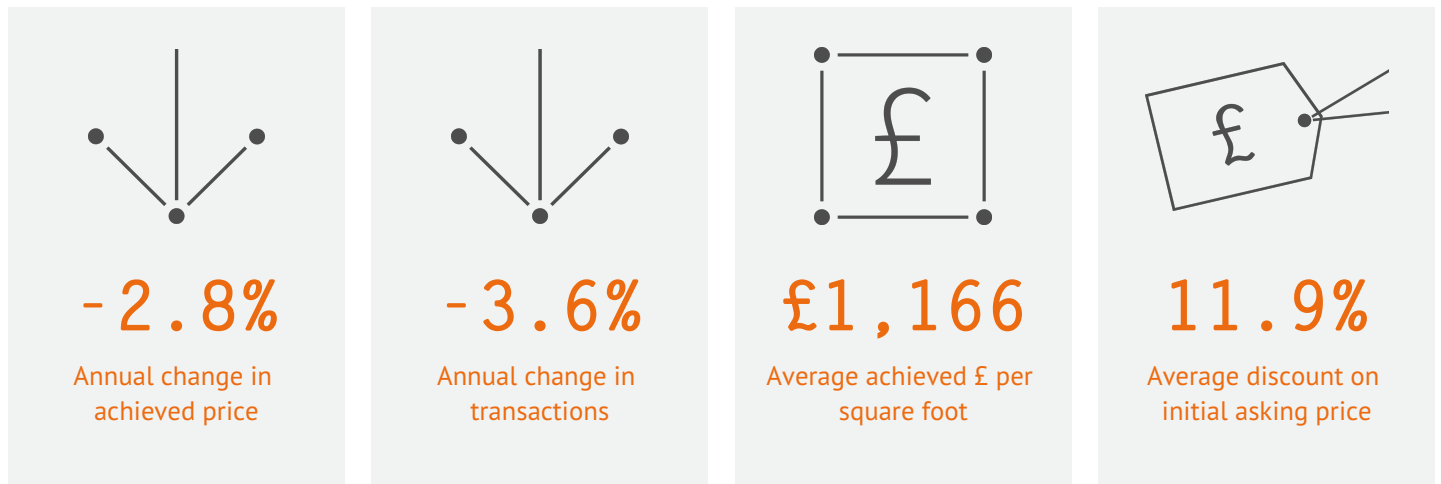 £
£
-2.8%
Annual change in
achieved price
-3.6%
Annual change in
transactions
£1,166
Average achieved £ per
square foot
11.9%
Average discount on
initial asking price